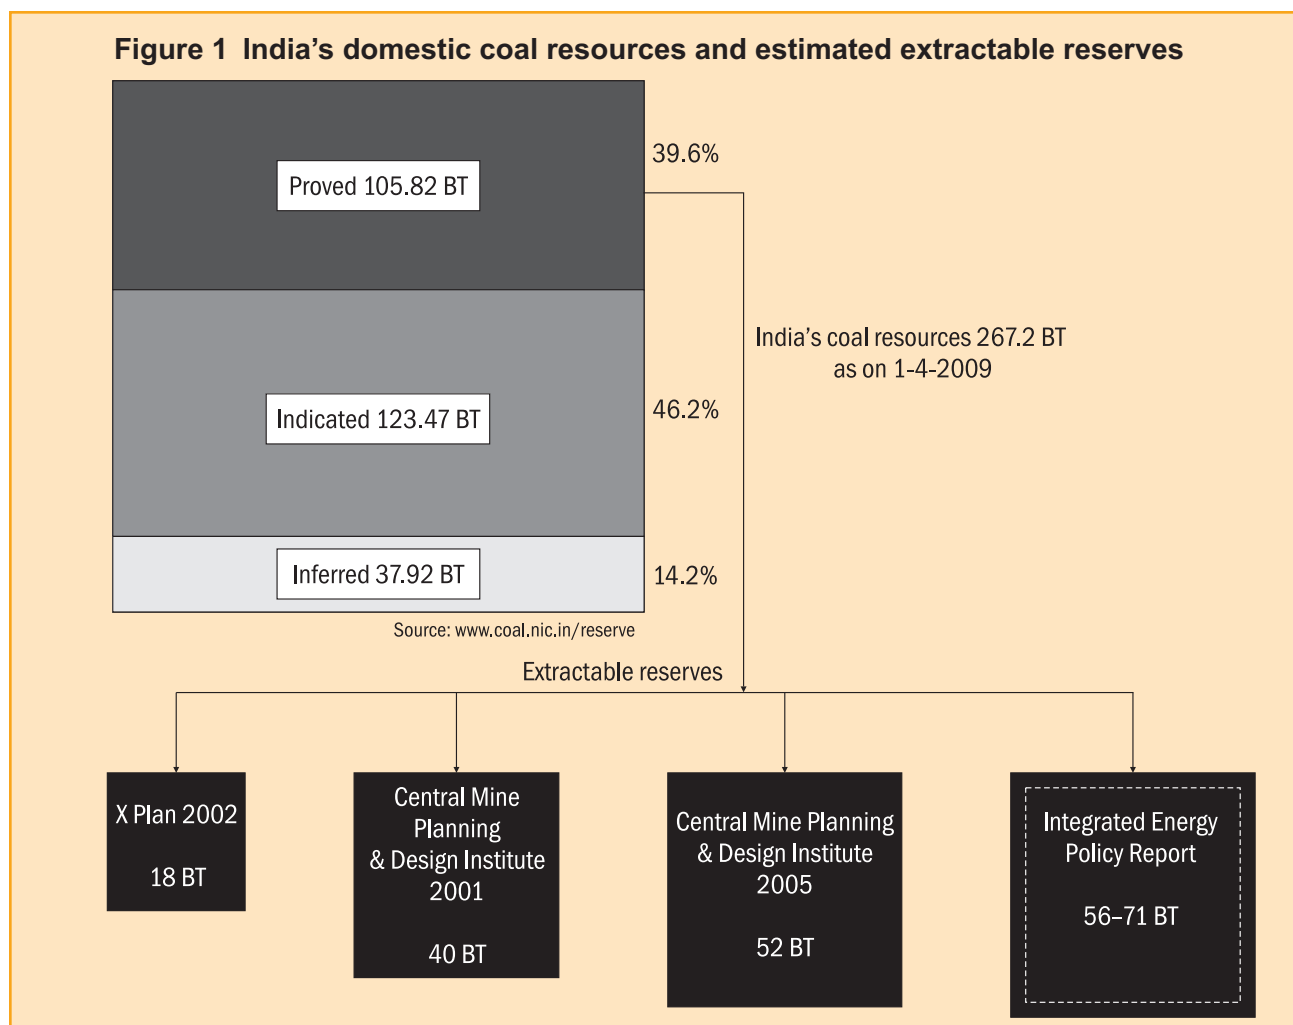 Figure 1 India’s domestic coal resources and estimated extractable reserves
39.6%
Proved 105.82 BT
India’s coal resources 267.2 BT
as on 1-4-2009
46.2%
Indicated 123.47 BT
Inferred 37.92 BT
14.2%
Source: www.coal.nic.in/reserve
Extractable reserves
X Plan 2002
18 BT
Central Mine
Planning
& Design Institute
2001
40 BT
Central Mine Planning
& Design Institute
2005
52 BT
Integrated Energy
Policy Report
56–71 BT